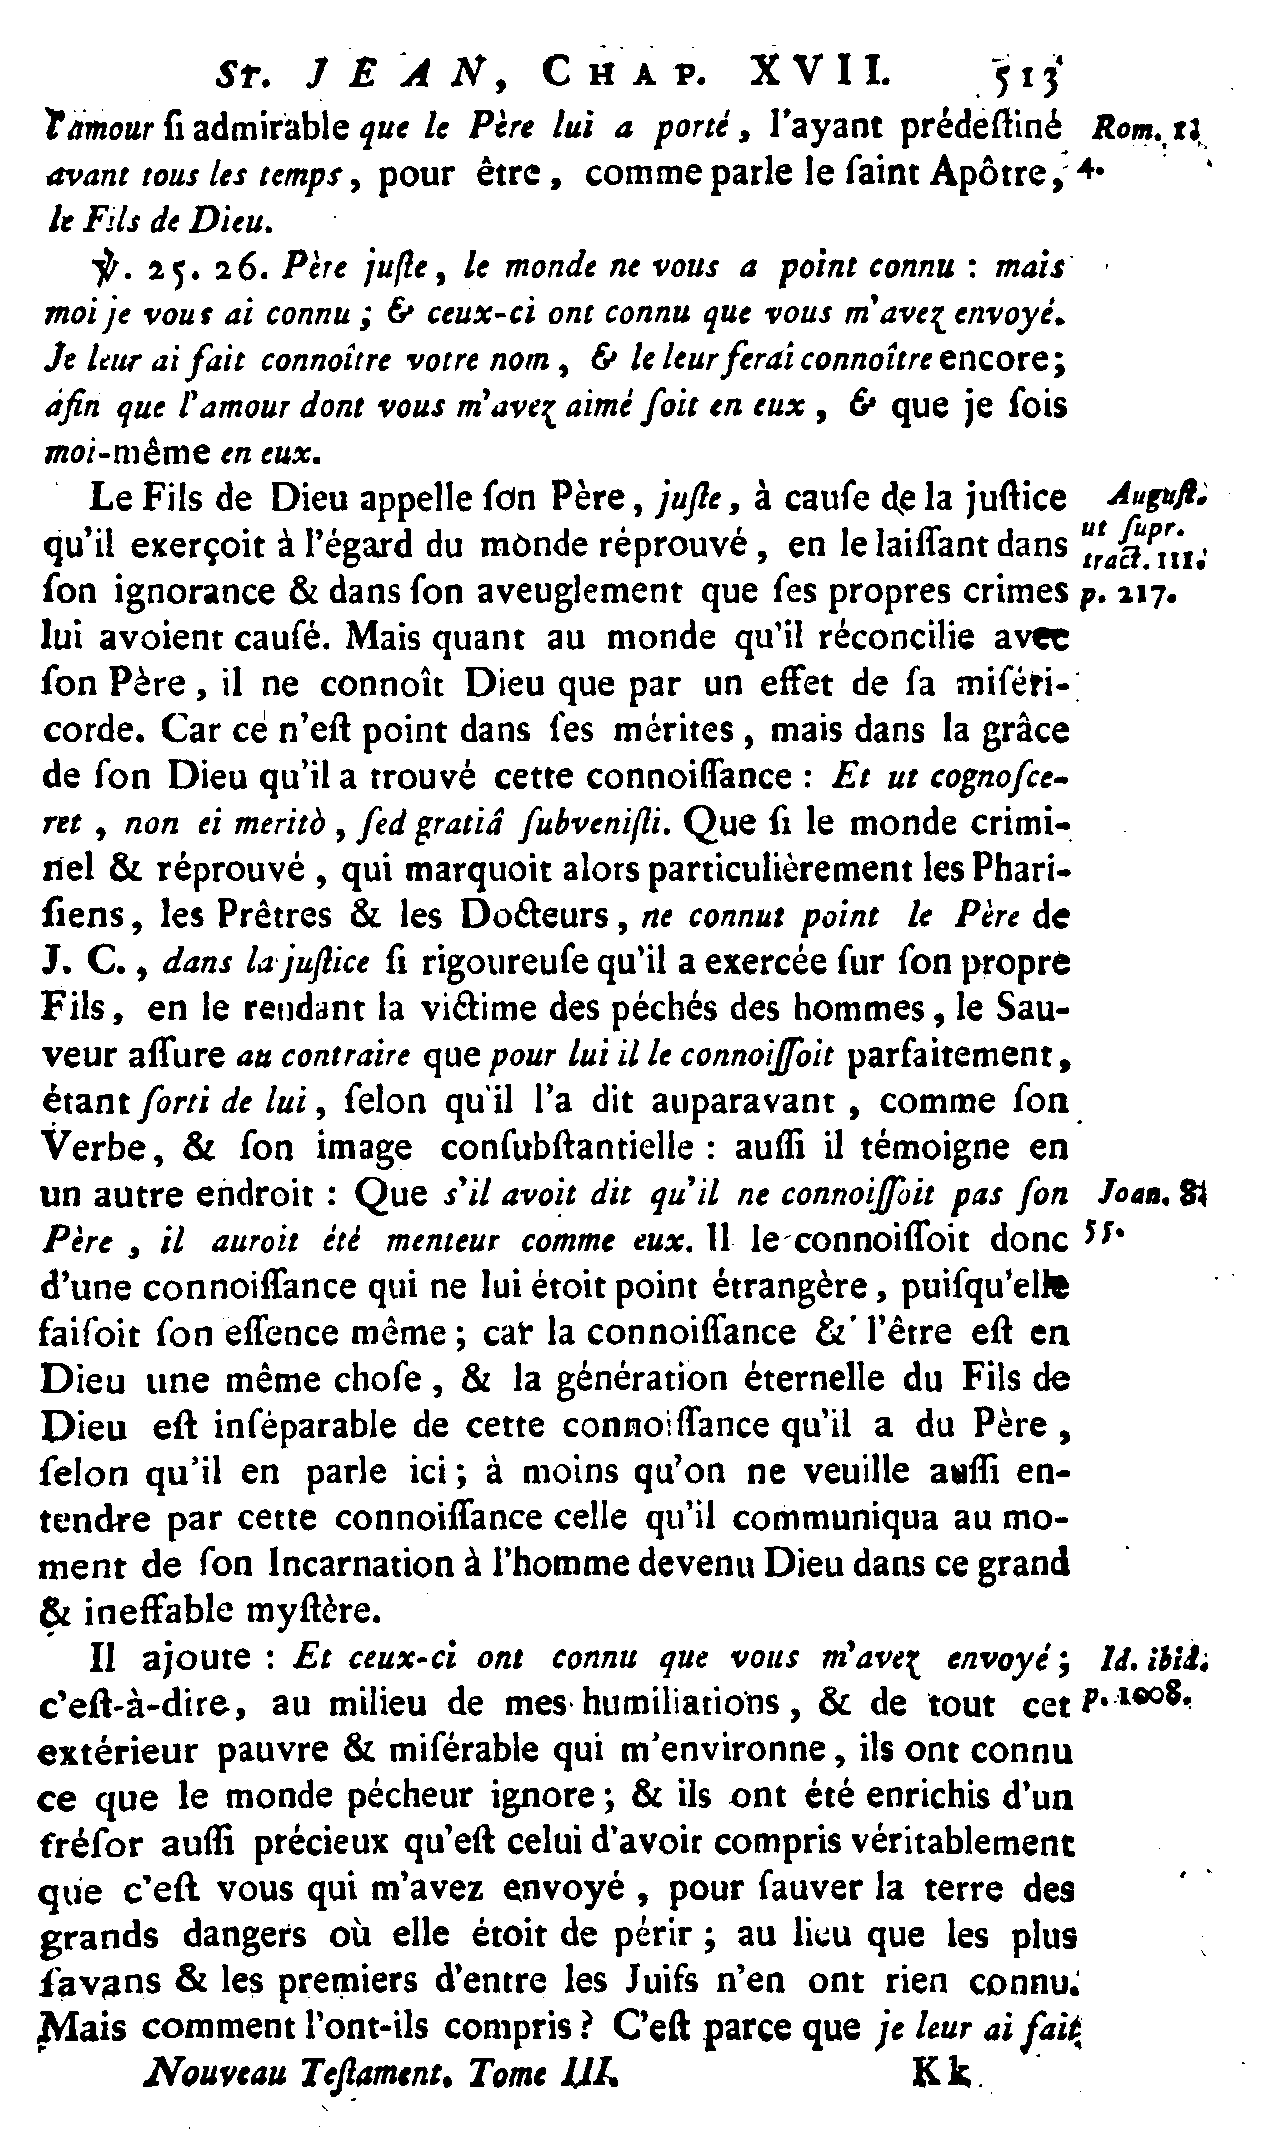 St. JEAN, CHAP. XVII. 513
l'amour ſi admirable que le Père lui a porté, l'ayant prédeſtiné Rom. 1.
avant tous les temps, pour être, comme parle le ſaint Apôtre, 4.
le Fils de Dieu.
℣. 25. 26. Père juſte, le monde ne vous a point connu : mais
moi je vous ai connu ; & ceux-ci ont connu que vous m'avez envoyé.
Je leur ai fait connoître votre nom, & le leur ferai connoître encore;
afin que l'amour dont vous m'avez aimé ſoit en eux, & que je ſois
moi-même en eux.
Le Fils de Dieu appelle ſon Père, juſte, à cauſe de la juſtice Auguſt.
qu'il exerçoit à l'égard du monde réprouvé, en le laiſſant dans ut ſupr. tract. 111.
ſon ignorance & dans ſon aveuglement que ſes propres crimes p. 217.
lui avoient cauſé. Mais quant au monde qu'il réconcilie avec
ſon Père, il ne connoît Dieu que par un effet de ſa miſéri-
corde. Car ce n'eſt point dans ſes mérites, mais dans la grâce
de ſon Dieu qu'il a trouvé cette connoiſſance : Et ut cognoſce-
ret, non ei meritò, ſed gratiâ ſubveniſti. Que ſi le monde crimi-
nel & réprouvé, qui marquoit alors particulièrement les Phari-
ſiens, les Prêtres & les Docteurs, ne connut point le Père de
J. C., dans la juſtice ſi rigoureuſe qu'il a exercée ſur ſon propre
Fils, en le rendant la victime des péchés des hommes, le Sau-
veur aſſure au contraire que pour lui il le connoiſſoit parfaitement,
étant ſorti de lui, ſelon qu'il l'a dit auparavant, comme ſon
Verbe, & ſon image conſubſtantielle : auſſi il témoigne en
un autre endroit : Que s'il avoit dit qu'il ne connoiſſoit pas ſon Joan. 8.
Père, il auroit été menteur comme eux. Il le connoiſſoit donc 55.
d'une connoiſſance qui ne lui étoit point étrangère, puiſqu'elle
faiſoit ſon eſſence même ; car la connoiſſance & l'être eſt en
Dieu une même choſe, & la génération éternelle du Fils de
Dieu eſt inſéparable de cette connoiſſance qu'il a du Père,
ſelon qu'il en parle ici ; à moins qu'on ne veuille auſſi en-
tendre par cette connoiſſance celle qu'il communiqua au mo-
ment de ſon Incarnation à l'homme devenu Dieu dans ce grand
& ineffable myſtère.
Il ajoute : Et ceux-ci ont connu que vous m'avez envoyé ; Id. ibid.
c'eſt-à-dire, au milieu de mes humiliations, & de tout cet p. 1008.
extérieur pauvre & miſérable qui m'environne, ils ont connu
ce que le monde pécheur ignore ; & ils ont été enrichis d'un
tréſor auſſi précieux qu'eſt celui d'avoir compris véritablement
que c'eſt vous qui m'avez envoyé, pour ſauver la terre des
grands dangers où elle étoit de périr ; au lieu que les plus
ſavans & les premiers d'entre les Juifs n'en ont rien connu.
Mais comment l'ont-ils compris ? C'eſt parce que je leur ai fait
Nouveau Teſtament. Tome III. Kk